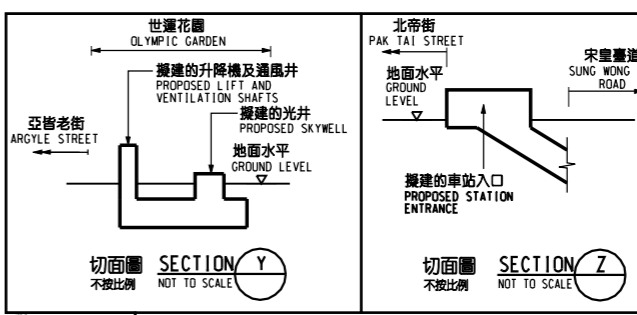 世運花園
OLYMPIC GARDEN
擬建的升降機及通風井
PROPOSED LIFT AND
VENTILATION SHAFTS
擬建的光井
PROPOSED SKYWELL
亞皆老街
ARGYLE STREET
地面水平
GROUND LEVEL
切面圖 SECTION Y
不按比例 NOT TO SCALE
北帝街
PAK TAI STREET
宋皇臺道
SUNG WONG
ROAD
地面水平
GROUND
LEVEL
擬建的車站入口
PROPOSED STATION
ENTRANCE
切面圖 SECTION Z
不按比例 NOT TO SCALE